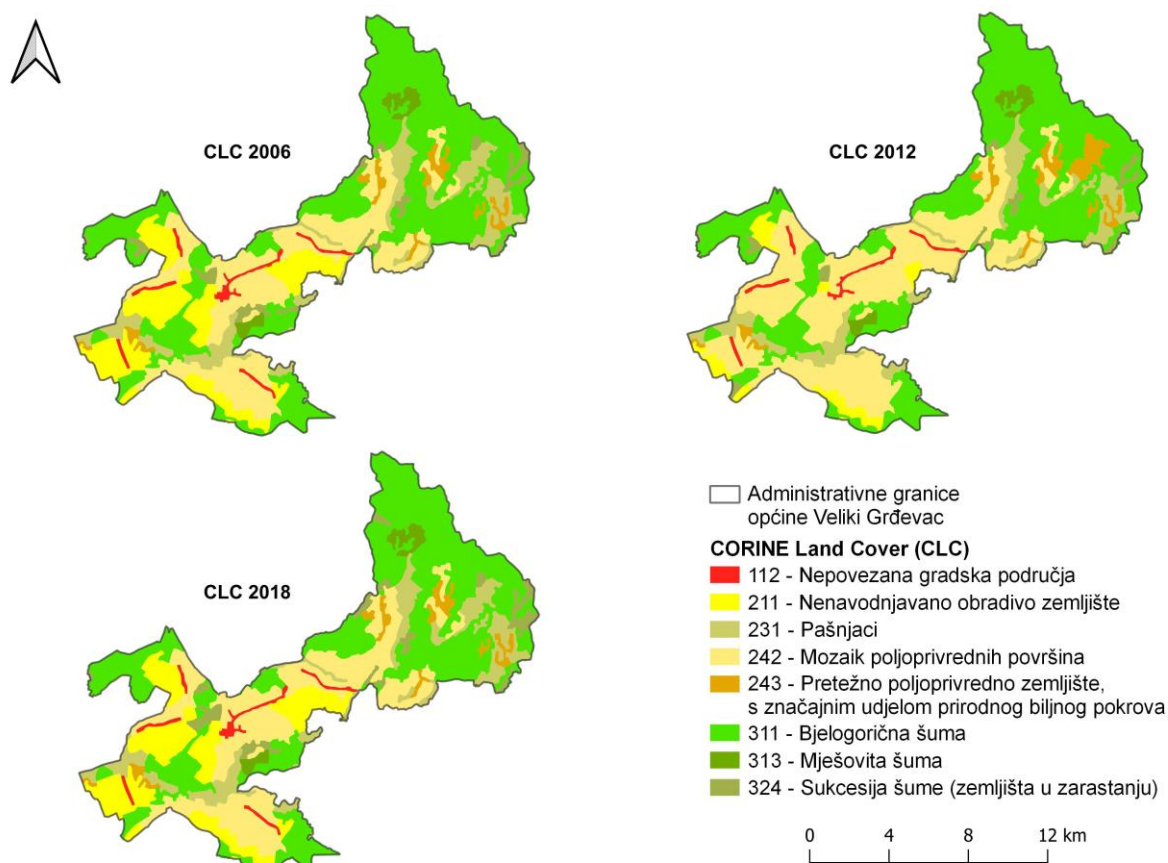 CLC 2006
CLC 2012
CLC 2018
Administrativne granice
općine Veliki Grđevac
CORINE Land Cover (CLC)
112 - Nepovezana gradska područja
211 - Nenavodnjavano obradivo zemljište
231 - Pašnjaci
242 - Mozaik poljoprivrednih površina
243 - Pretežno poljoprivredno zemljište,
s značajnim udjelom prirodnog biljnog pokrova
311 - Bjelogorična šuma
313 - Mješovita šuma
324 - Sukcesija šume (zemljišta u zarastanju)
0 4 8 12 km